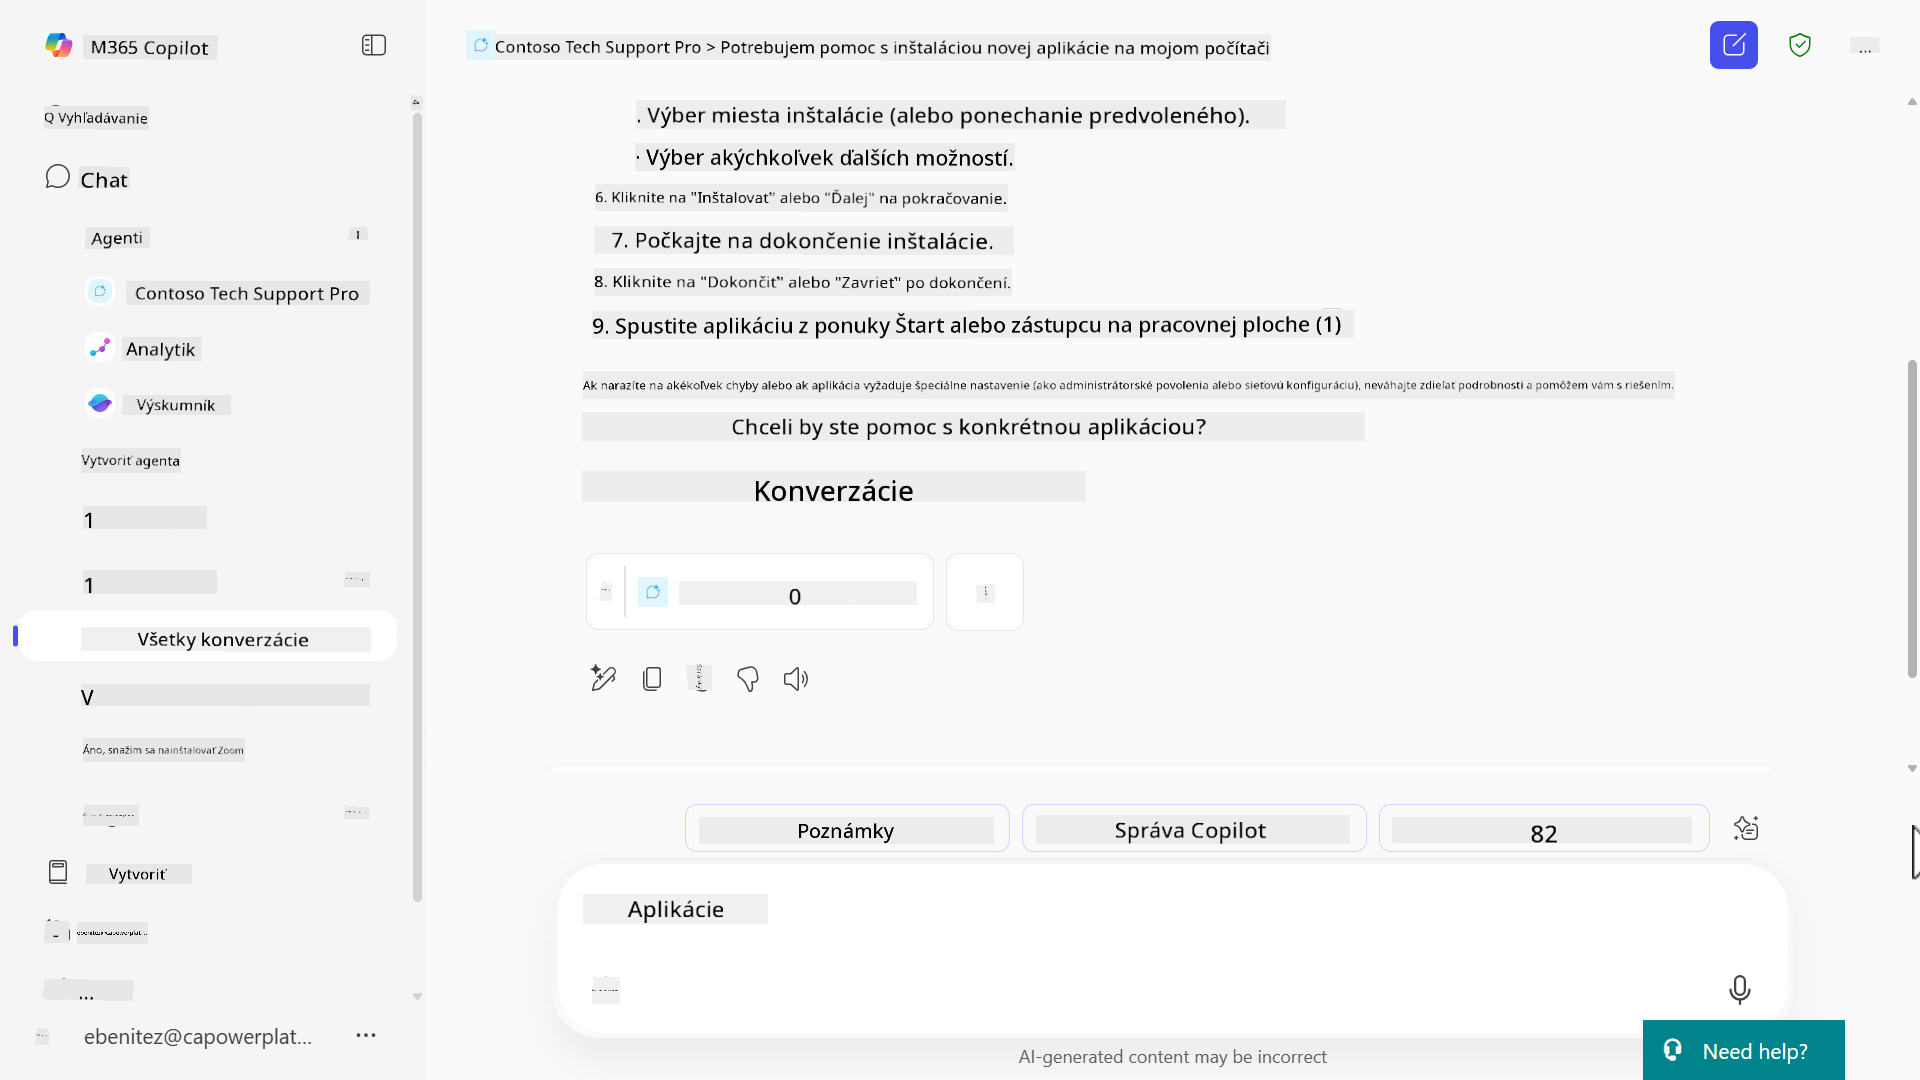 M365 Copilot
Q Vyhľadávanie
Chat
Agenti
1
Contoso Tech Support Pro
Analytik
Výskumník
Vytvoriť agenta
1
1
Všetky konverzácie
V
Áno, snažím sa nainštalovať Zoom
Vytvoriť
ebenitez@capowerplat...
...
ebenitez@capowerplat...
Contoso Tech Support Pro > Potrebujem pomoc s inštaláciou novej aplikácie na mojom počítači
...
. Výber miesta inštalácie (alebo ponechanie predvoleného).
· Výber akýchkoľvek ďalších možností.
6. Kliknite na "Inštalovať" alebo "Ďalej" na pokračovanie.
7. Počkajte na dokončenie inštalácie.
8. Kliknite na "Dokončiť" alebo "Zavrieť" po dokončení.
9. Spustite aplikáciu z ponuky Štart alebo zástupcu na pracovnej ploche (1)
Ak narazíte na akékoľvek chyby alebo ak aplikácia vyžaduje špeciálne nastavenie (ako administrátorské povolenia alebo sieťovú konfiguráciu), neváhajte zdieľať podrobnosti a pomôžem vám s riešením.
Chceli by ste pomoc s konkrétnou aplikáciou?
Konverzácie
0
Poznámky
Správa Copilot
82
Aplikácie
AI-generated content may be incorrect
Need help?